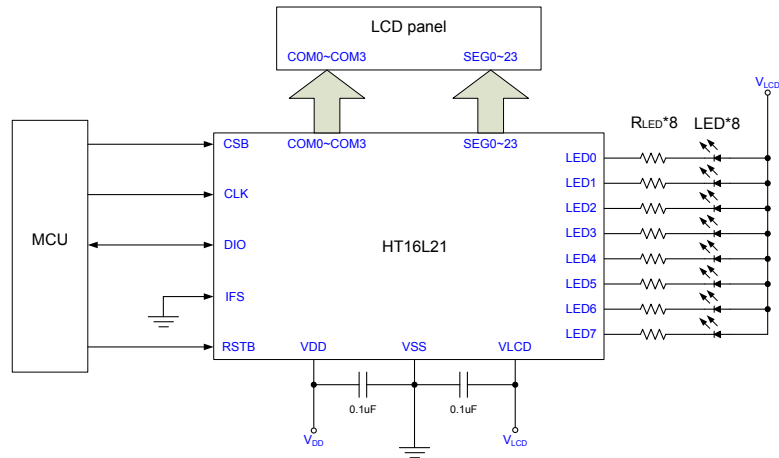 LCD panel
COM0~COM3 SEG0~23
VLCD
RLED*8 LED*8
CSB COM0~COM3 SEG0~23
LED0
CLK
LED1
LED2
MCU DIO HT16L21
LED3
LED4
LED5
IFS
LED6
LED7
RSTB VDD VSS VLCD
0.1uF 0.1uF
VDD VLCD